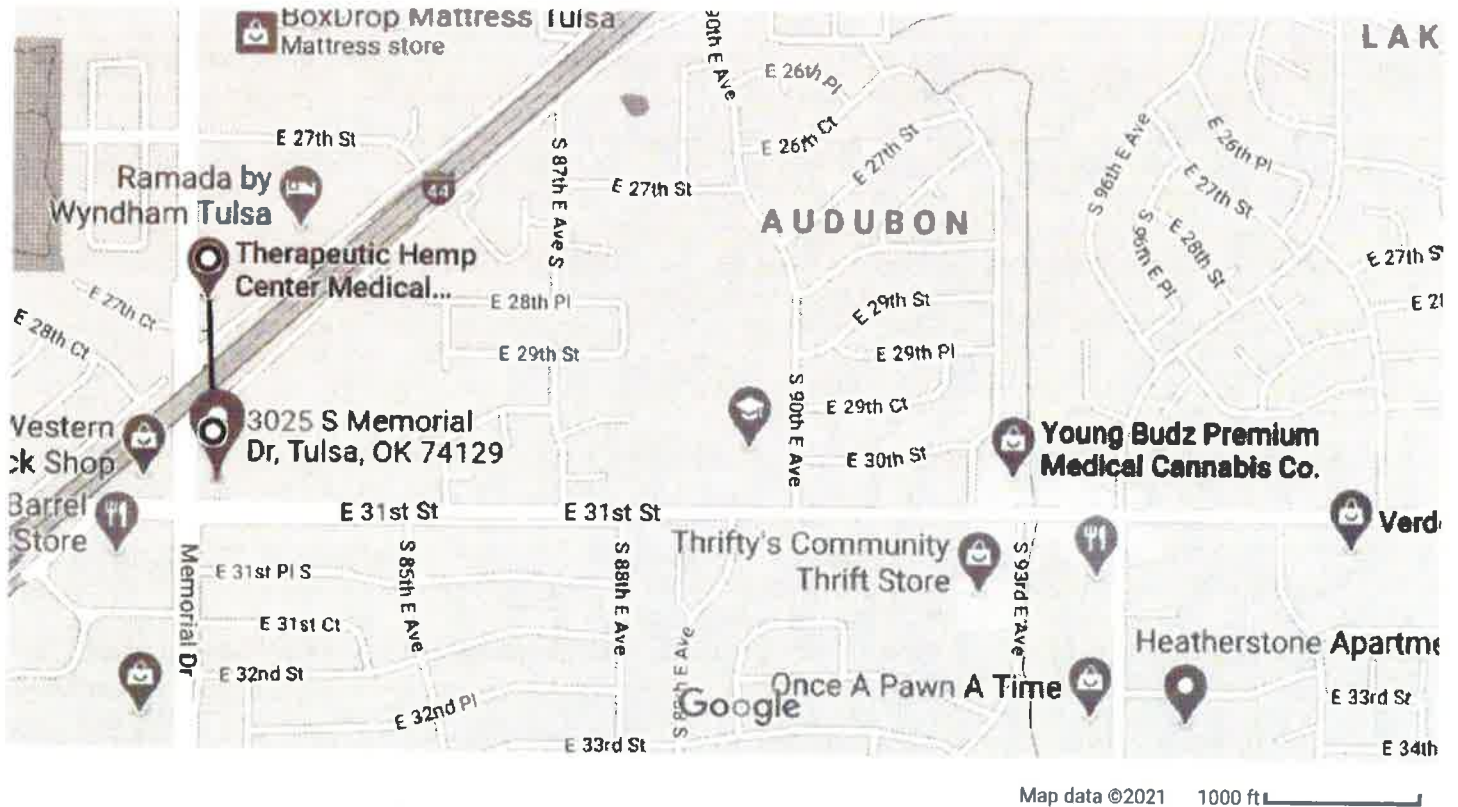 BoxDrop Mattress Tulsa
Mattress store
90th E Ave
LAK
E 26th Pl
E 27th St
E 26th Ct
E 27th St
S 96th E Ave
E 26th Pl
Ramada by
Wyndham Tulsa
44
S 87th E Ave S
E 27th St
AUDUBON
E 27th St
S 96th E Pl
E 28th St
Therapeutic Hemp
Center Medical...
E 27th S
E 27th Ct
E 28th Pl
E 29th St
E 28th Ct
E 29th St
E 29th Pl
S 90th E Ave
E 29th Ct
Western
ck Shop
3025 S Memorial
Dr, Tulsa, OK 74129
E 30th St
Young Budz Premium
Medical Cannabis Co.
Barrel
Store
E 31st St
E 31st St
Verd
Thrifty's Community
Thrift Store
S 93rd E Ave
Memorial Dr
E 31st Pl S
S 85th E Ave
S 88th E Ave
E 31st Ct
Heatherstone Apartme
E 32nd St
Once A Pawn A Time
E 33rd St
E 32nd Pl
Google
E 33rd St
E 34th
Map data ©2021 1000 ft